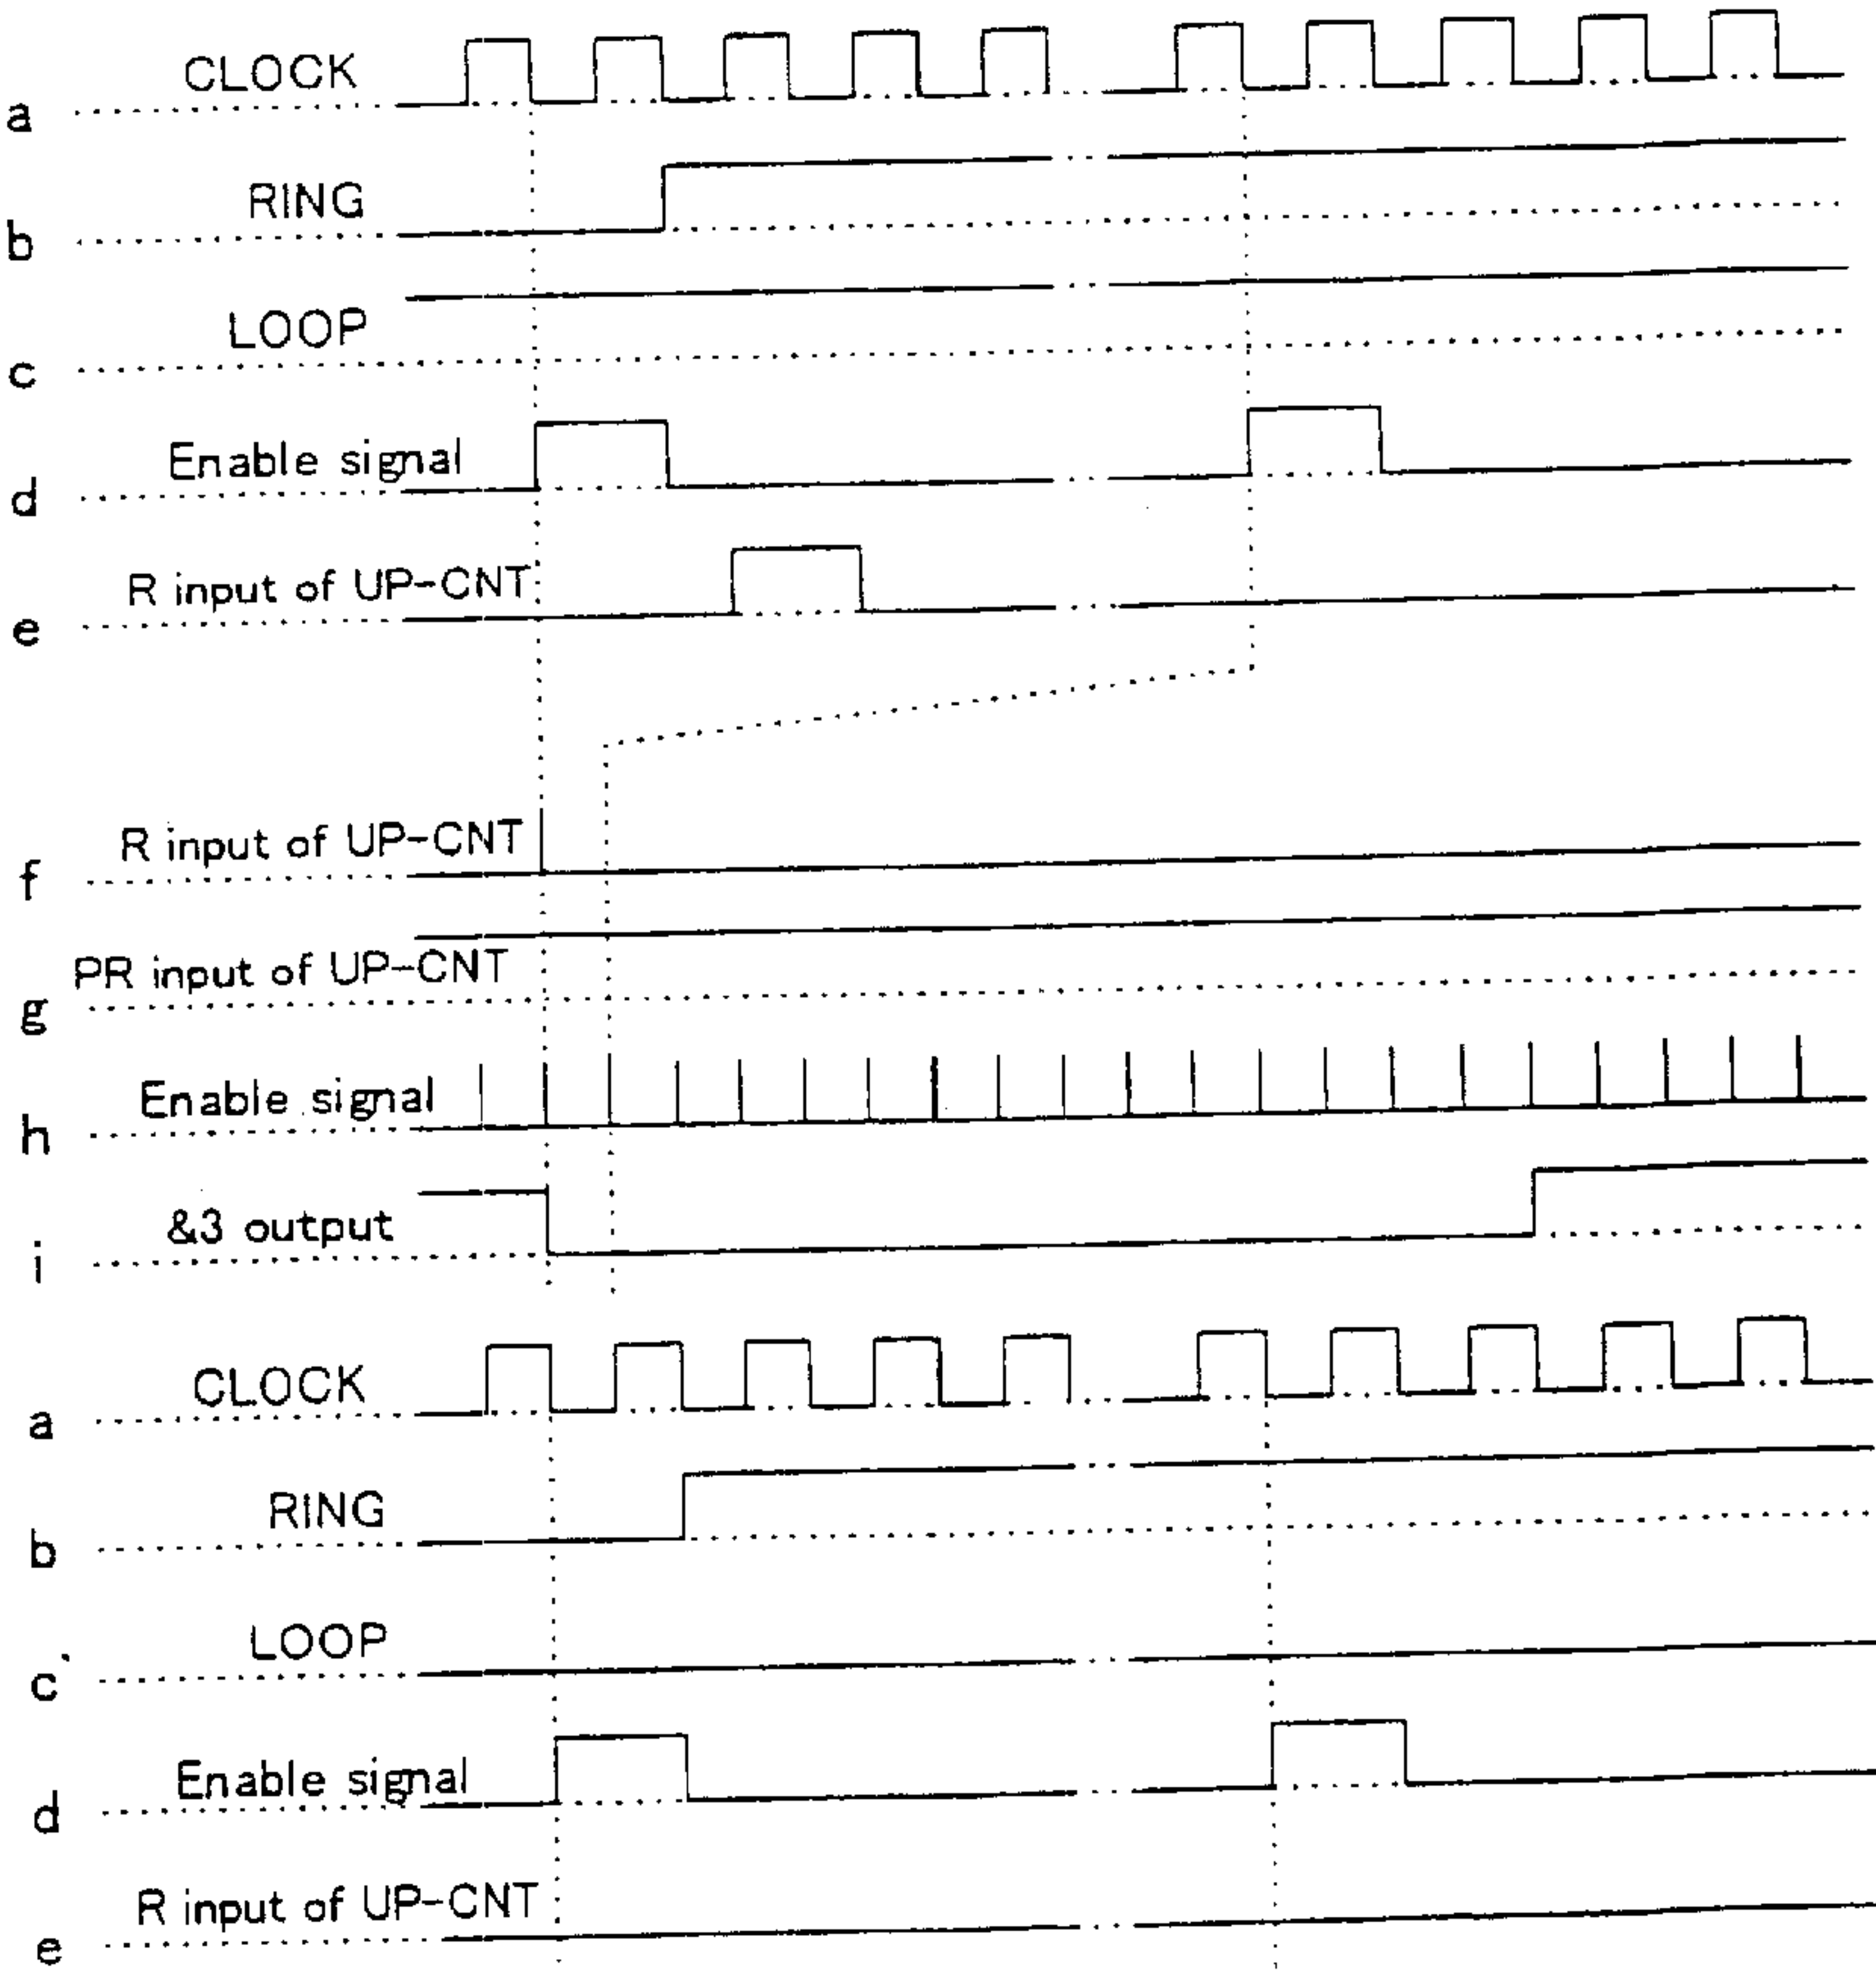 CLOCK
a
RING
b
LOOP
c
Enable signal
d
R input of UP-CNT
e
R input of UP-CNT
f
PR input of UP-CNT
g
Enable signal
h
&3 output
i
CLOCK
a
RING
b
LOOP
c
Enable signal
d
R input of UP-CNT
e